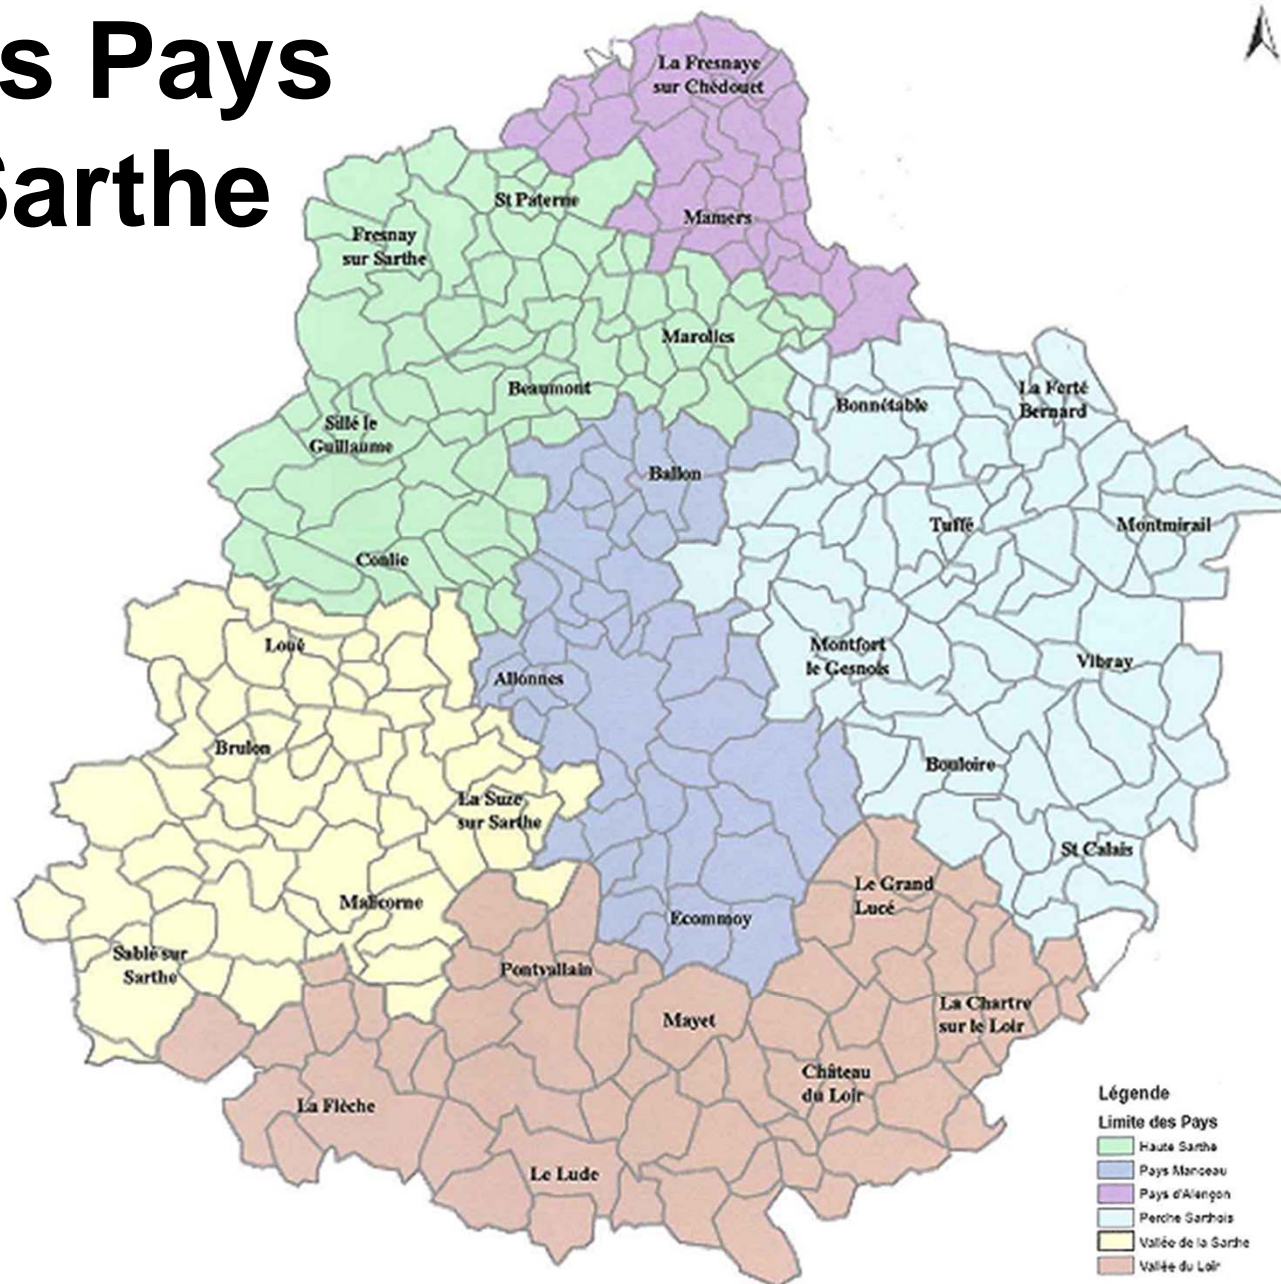 s Pays
Sarthe
La Fresnaye
sur Chédouet
St Paterne
Mamers
Fresnay
sur Sarthe
Marolles
Beaumont
La Ferté
Bernard
Bonnétable
Sillé le
Guillaume
Ballon
Tuffé
Montmirail
Conlie
Loué
Montfort
le Gesnois
Vibray
Allonnes
Brulon
Bouloire
La Suze
sur Sarthe
St Calais
Le Grand
Lucé
Malicorne
Ecommoy
Sablé sur
Sarthe
Pontvallain
La Chartre
sur le Loir
Mayet
Château
du Loir
La Flèche
Le Lude
Légende
Limite des Pays
Haute Sarthe
Pays Manceau
Pays d'Alençon
Perche Sarthois
Vallée de la Sarthe
Vallée du Loir